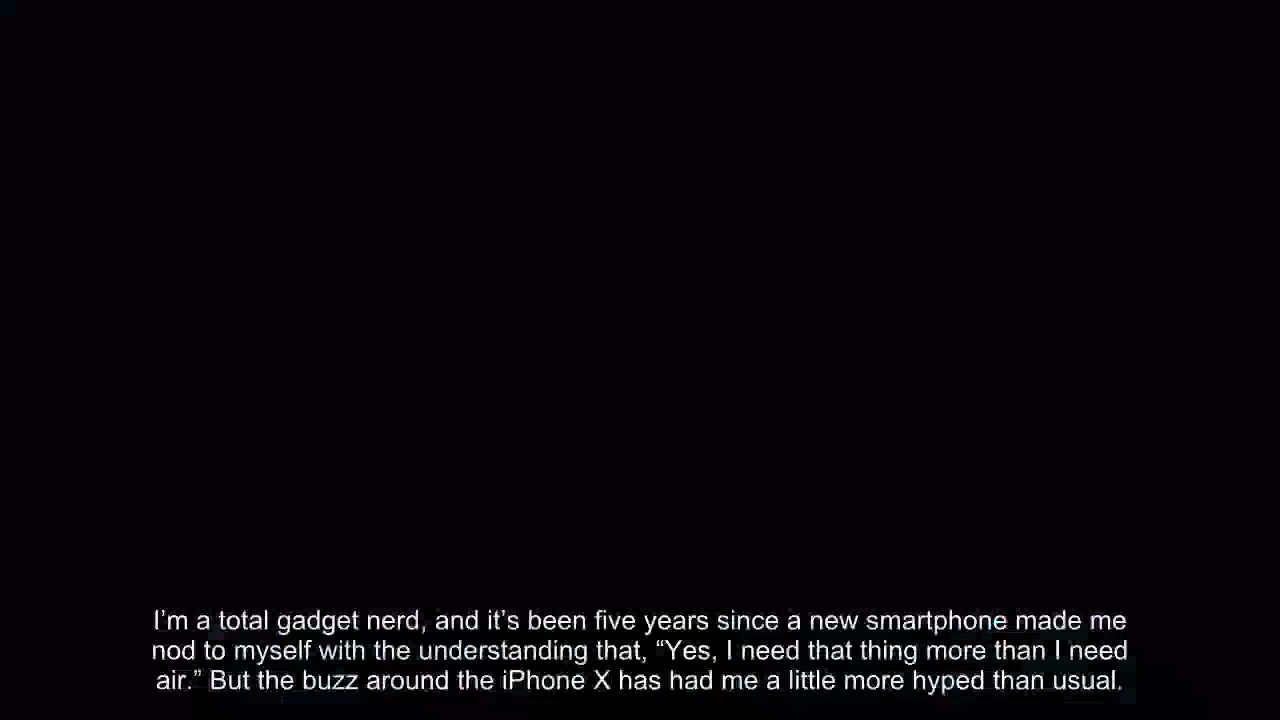 I’m a total gadget nerd, and it’s been five years since a new smartphone made me
nod to myself with the understanding that, “Yes, I need that thing more than I need
air.” But the buzz around the iPhone X has had me a little more hyped than usual.